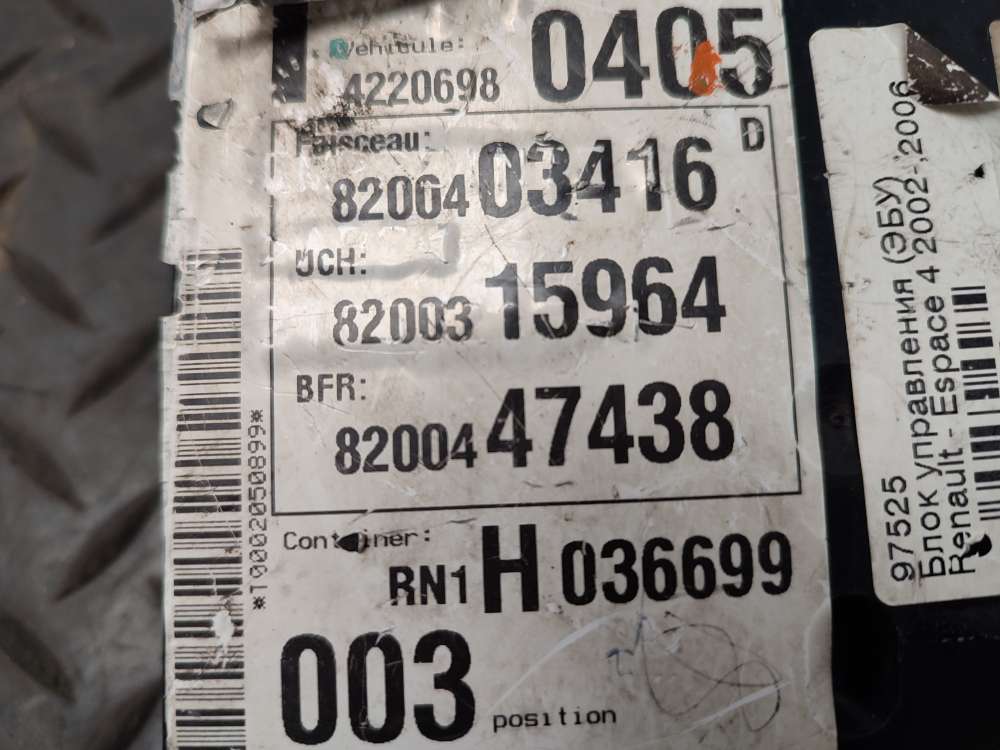 Vehicule:
4220698 0405
Faisceau: D
8200403416
UCH:
8200315964
BFR:
8200447438
Container:
RN1 H 036699
003 position
*T0002050899*
97525
Блок управления (ЭБУ)
Renault - Espace 4 2002-,2006